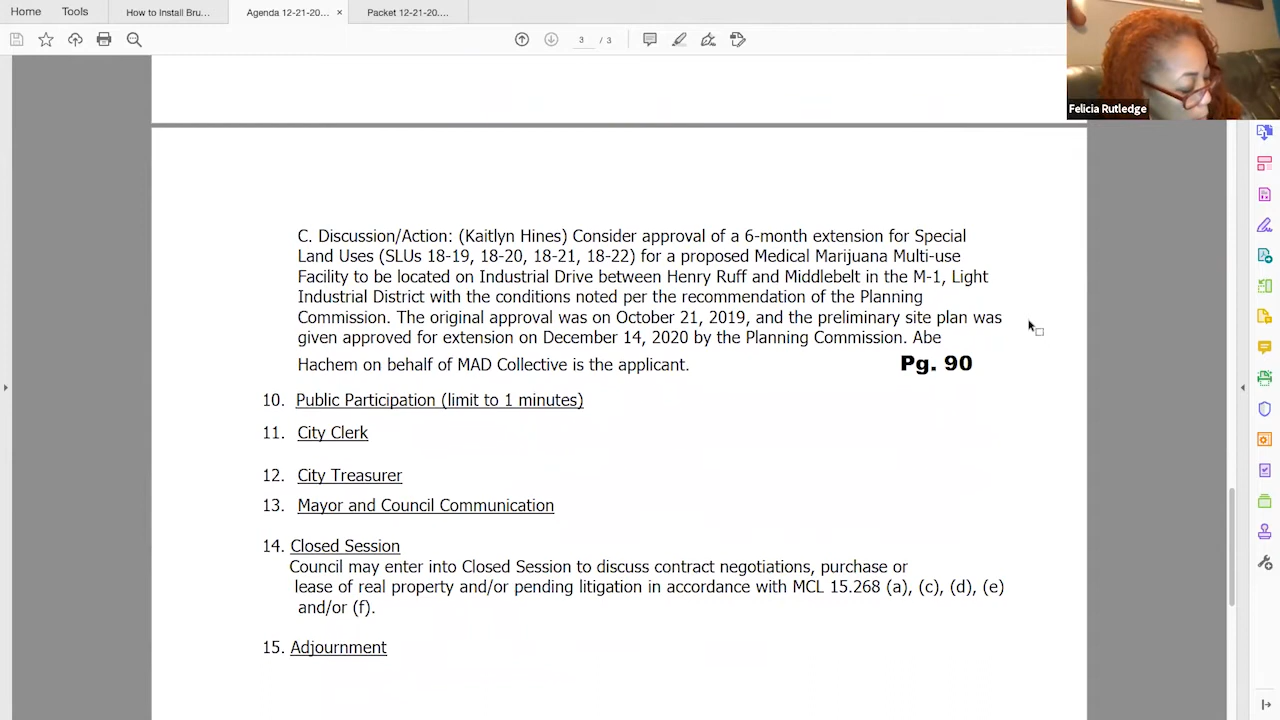 Home Tools How to Install Bru... Agenda 12-21-20... × Packet 12-21-20....
3 / 3
Felicia Rutledge
C. Discussion/Action: (Kaitlyn Hines) Consider approval of a 6-month extension for Special
Land Uses (SLUs 18-19, 18-20, 18-21, 18-22) for a proposed Medical Marijuana Multi-use
Facility to be located on Industrial Drive between Henry Ruff and Middlebelt in the M-1, Light
Industrial District with the conditions noted per the recommendation of the Planning
Commission. The original approval was on October 21, 2019, and the preliminary site plan was
given approved for extension on December 14, 2020 by the Planning Commission. Abe
Hachem on behalf of MAD Collective is the applicant. Pg. 90
10. Public Participation (limit to 1 minutes)
11. City Clerk
12. City Treasurer
13. Mayor and Council Communication
14. Closed Session
Council may enter into Closed Session to discuss contract negotiations, purchase or
lease of real property and/or pending litigation in accordance with MCL 15.268 (a), (c), (d), (e)
and/or (f).
15. Adjournment